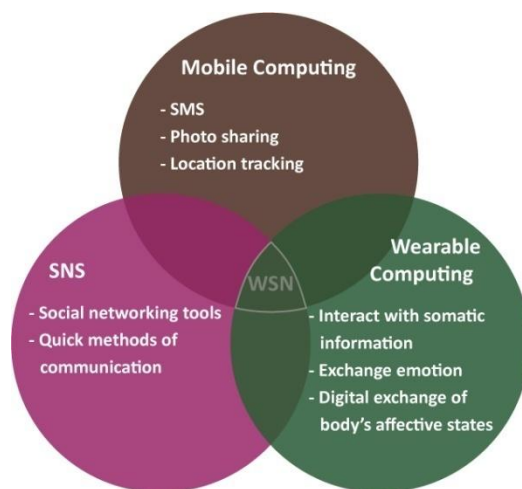 Mobile Computing
- SMS
- Photo sharing
- Location tracking
SNS
- Social networking tools
- Quick methods of
communication
WSN
Wearable
Computing
- Interact with somatic
information
- Exchange emotion
- Digital exchange of
body's affective states